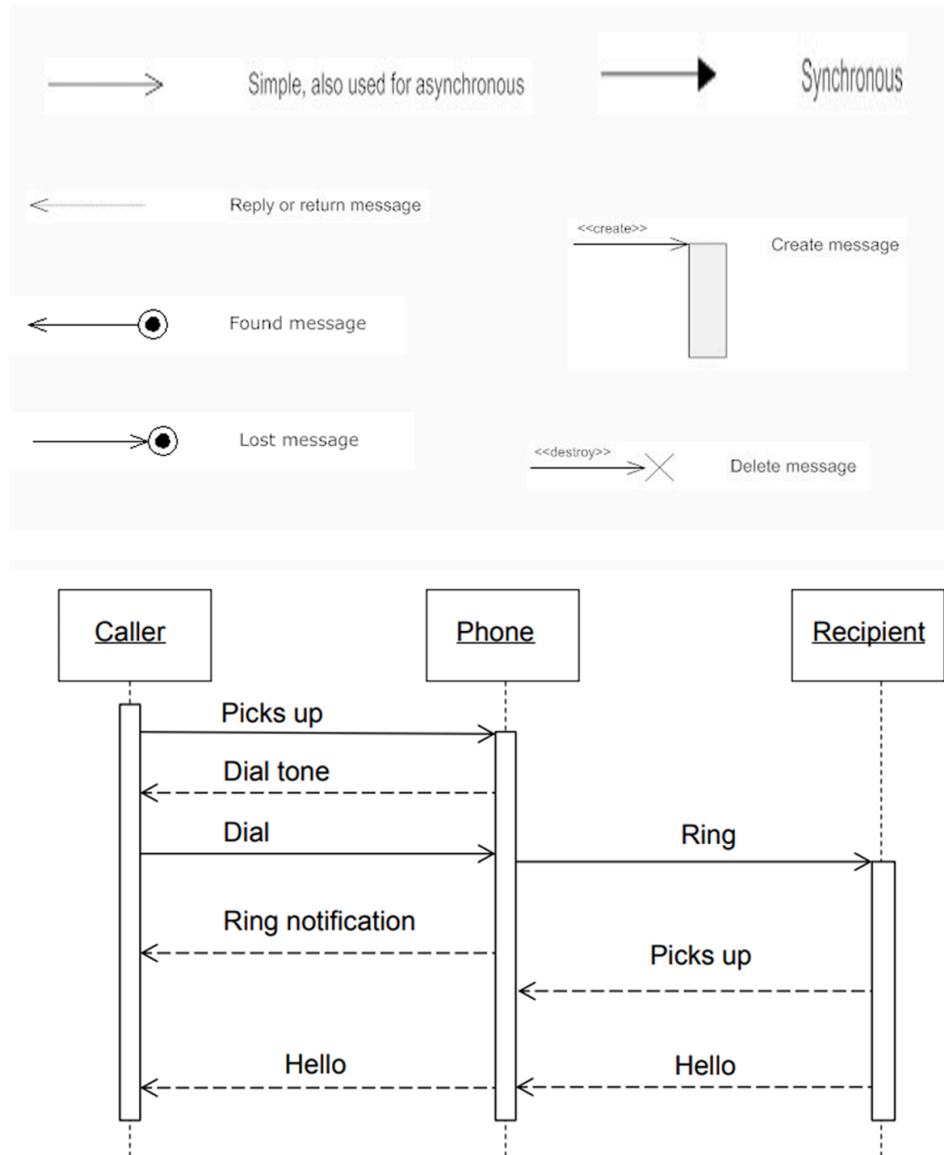 Simple, also used for asynchronous
Synchronous
Reply or return message
<<create>>
Create message
Found message
Lost message
<<destroy>>
Delete message
Caller
Phone
Recipient
Picks up
Dial tone
Dial
Ring
Ring notification
Picks up
Hello
Hello